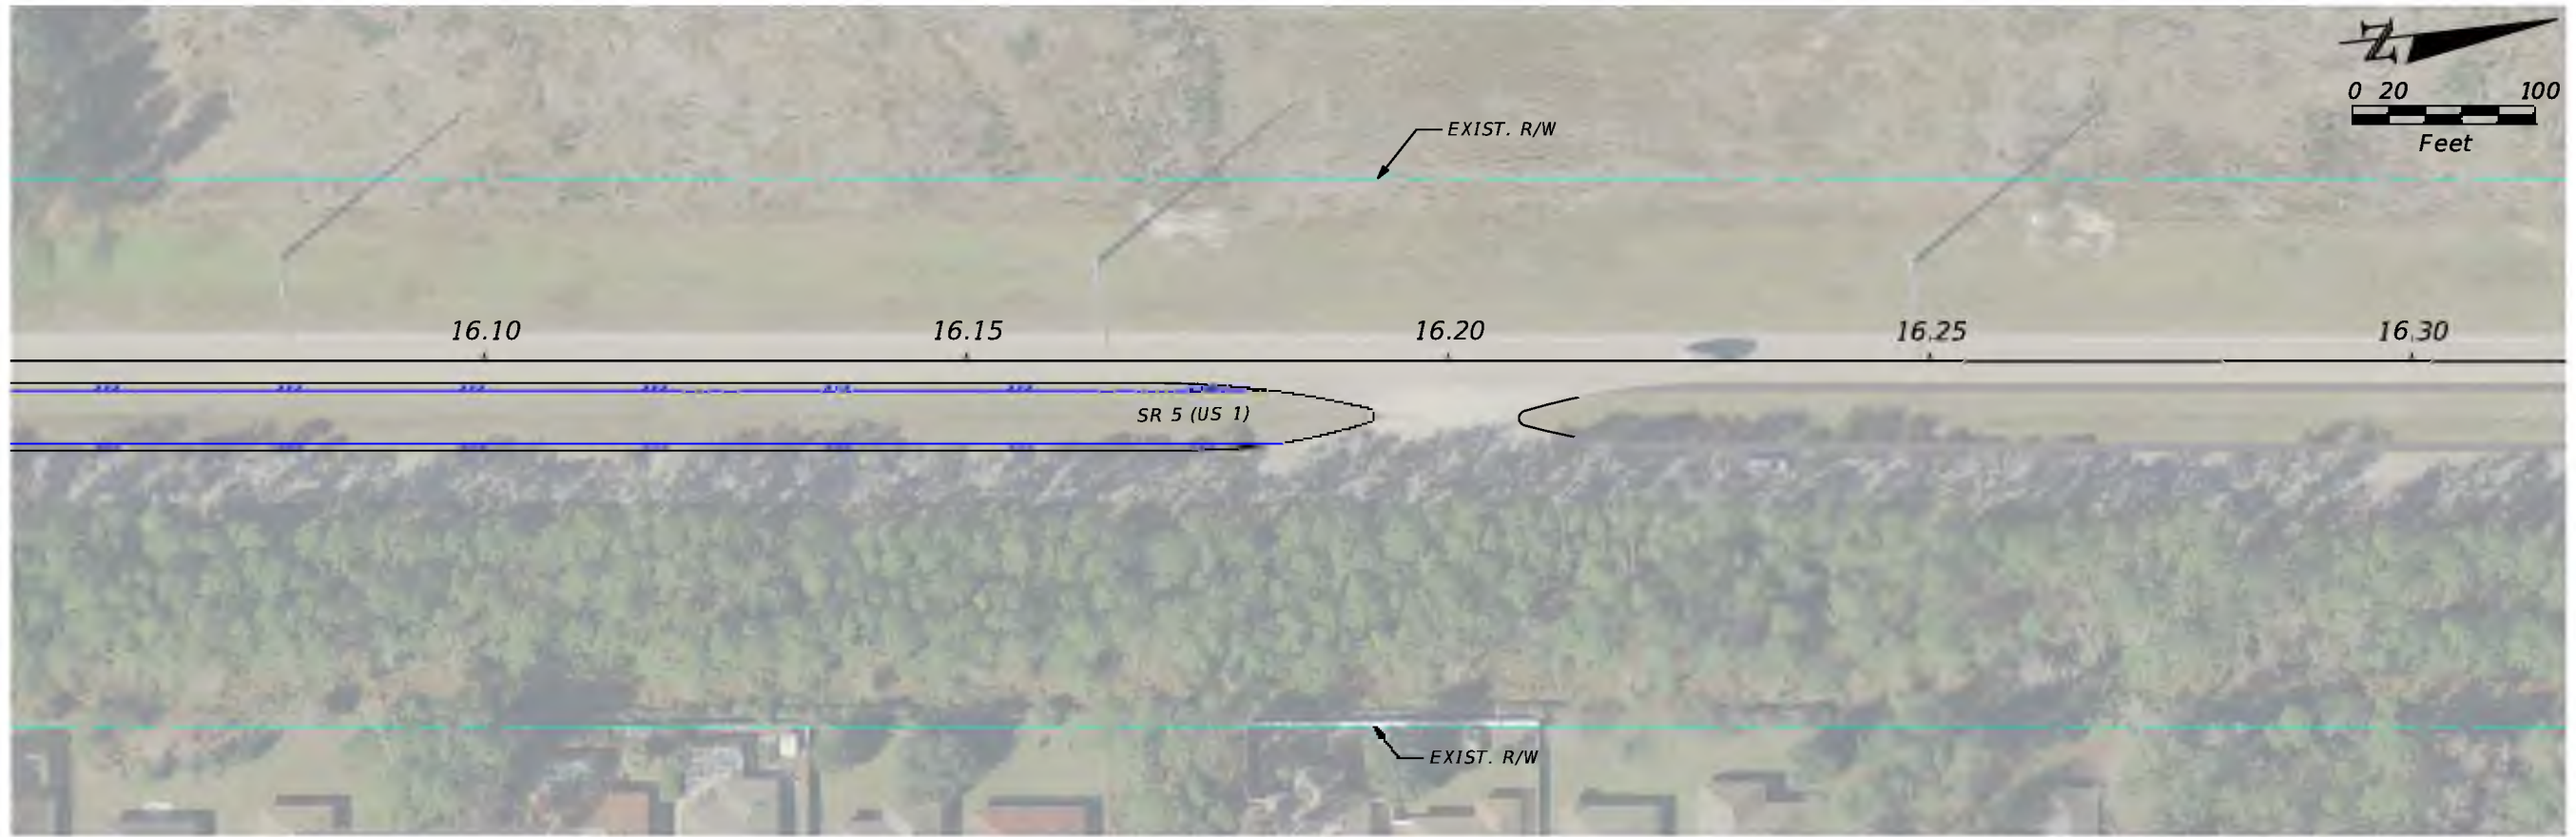 N
0 20 100
Feet
EXIST. R/W
16.10 16.15 16.20 16.25 16.30
SR 5 (US 1)
EXIST. R/W